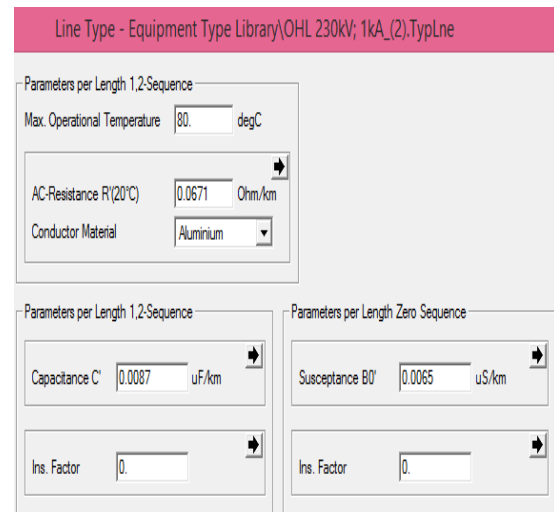 Line Type - Equipment Type Library\OHL 230kV; 1kA_(2).TypLne
Parameters per Length 1,2-Sequence
Max. Operational Temperature 80. degC
AC-Resistance R'(20°C) 0.0671 Ohm/km
Conductor Material Aluminium
Parameters per Length 1,2-Sequence
Capacitance C' 0.0087 uF/km
Ins. Factor 0.
Parameters per Length Zero Sequence
Susceptance B0' 0.0065 uS/km
Ins. Factor 0.